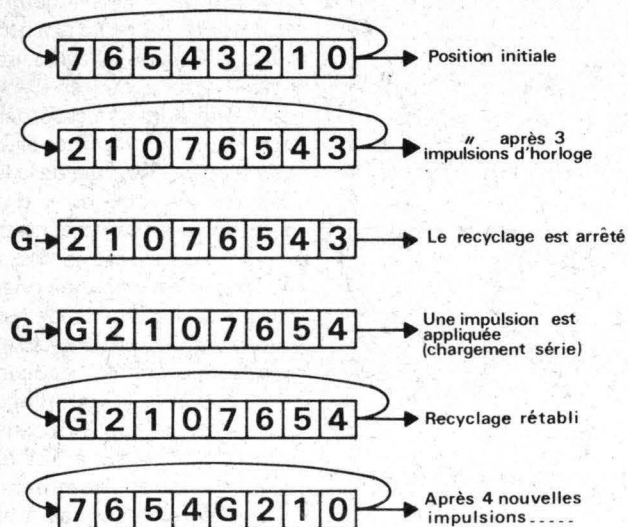 7 6 5 4 3 2 1 0 Position initiale
2 1 0 7 6 5 4 3 〃 après 3
impulsions d'horloge
G 2 1 0 7 6 5 4 3 Le recyclage est arrêté
G G 2 1 0 7 6 5 4 Une impulsion est
appliquée
(chargement série)
G 2 1 0 7 6 5 4 Recyclage rétabli
7 6 5 4 G 2 1 0 Après 4 nouvelles
impulsions.....